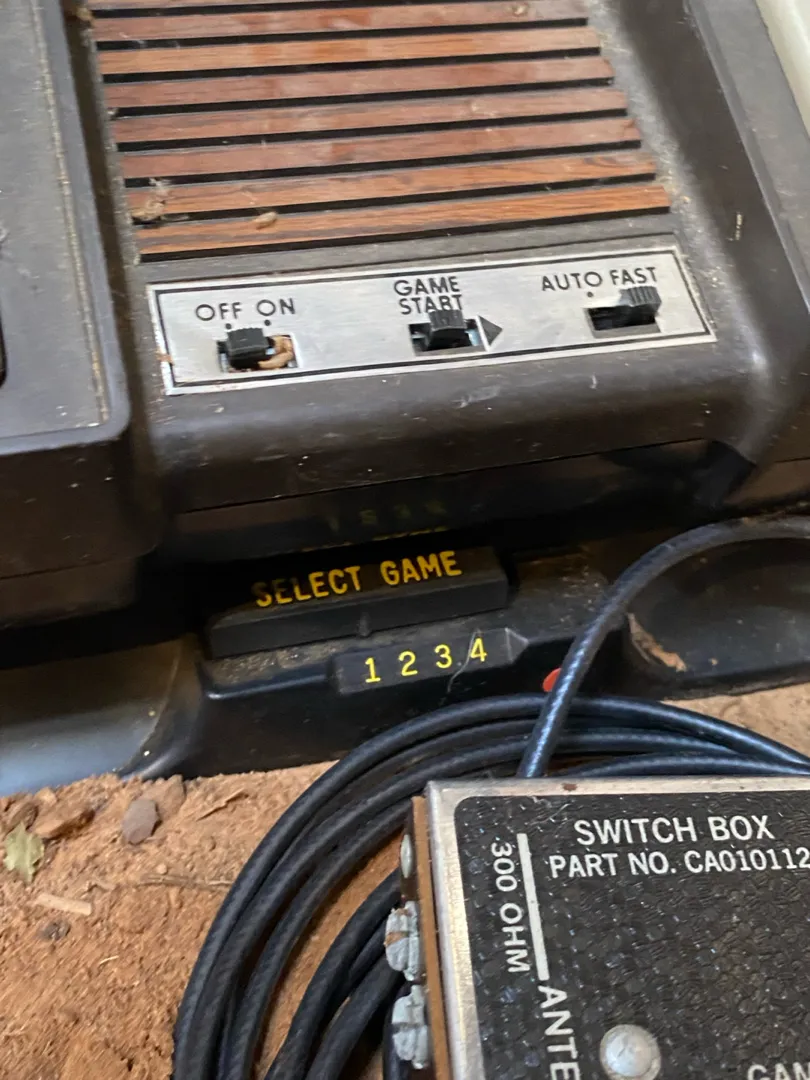 OFF ON
GAME
START
AUTO FAST
SELECT GAME
1 2 3 4
SWITCH BOX
PART NO. CA010112
300 OHM